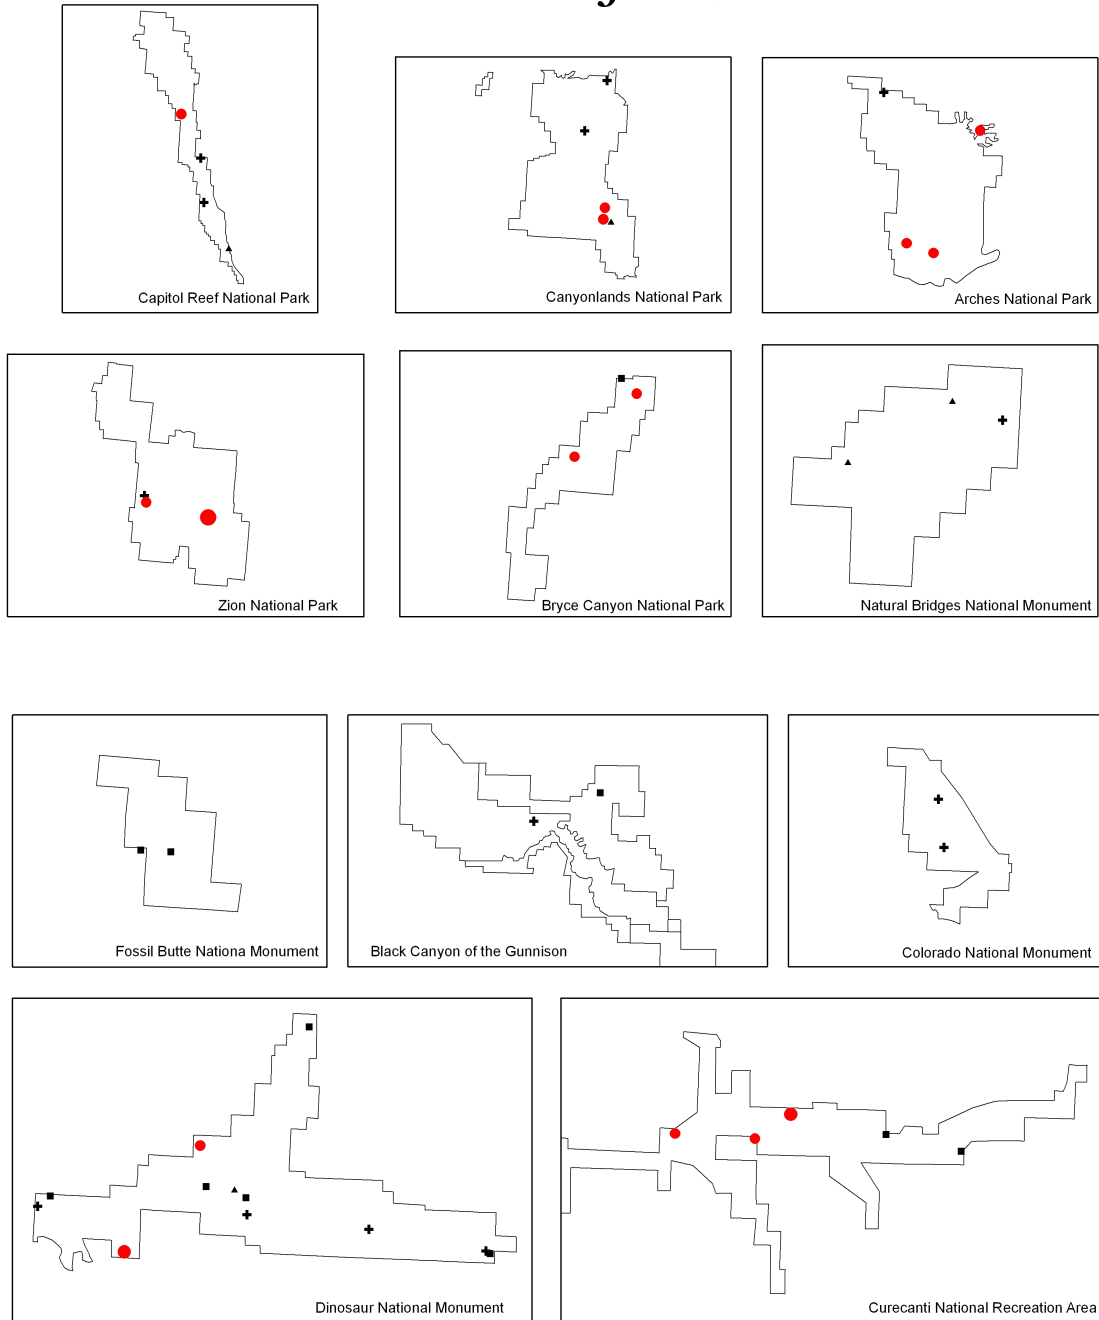 Capitol Reef National Park
Canyonlands National Park
Arches National Park
Zion National Park
Bryce Canyon National Park
Natural Bridges National Monument
Fossil Butte Nationa Monument
Black Canyon of the Gunnison
Colorado National Monument
Dinosaur National Monument
Curecanti National Recreation Area